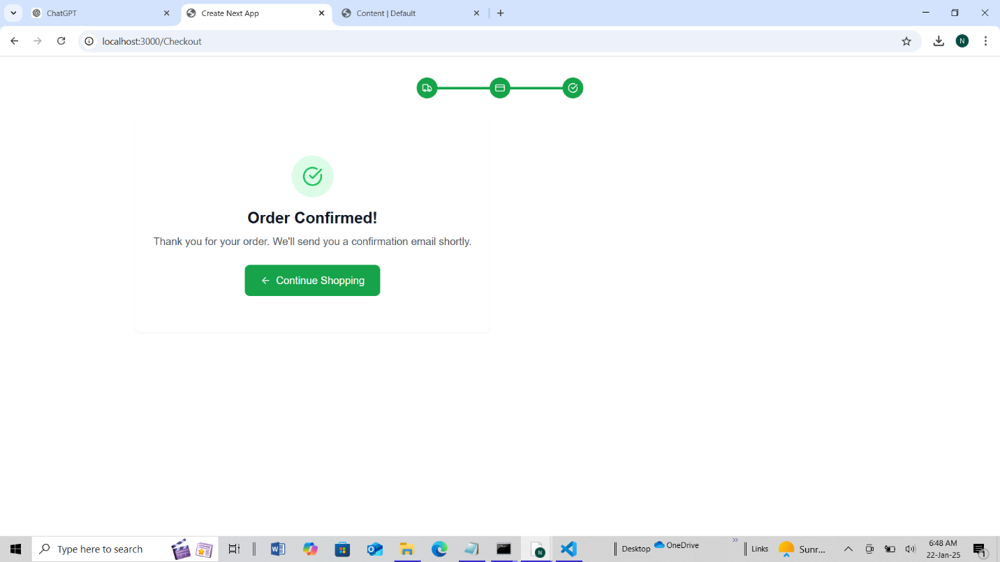 ChatGPT
Create Next App
Content | Default
localhost:3000/Checkout
N
Order Confirmed!
Thank you for your order. We'll send you a confirmation email shortly.
Continue Shopping
Type here to search
N
Desktop
OneDrive
Links
Sunr...
6:48 AM
22-Jan-25
1